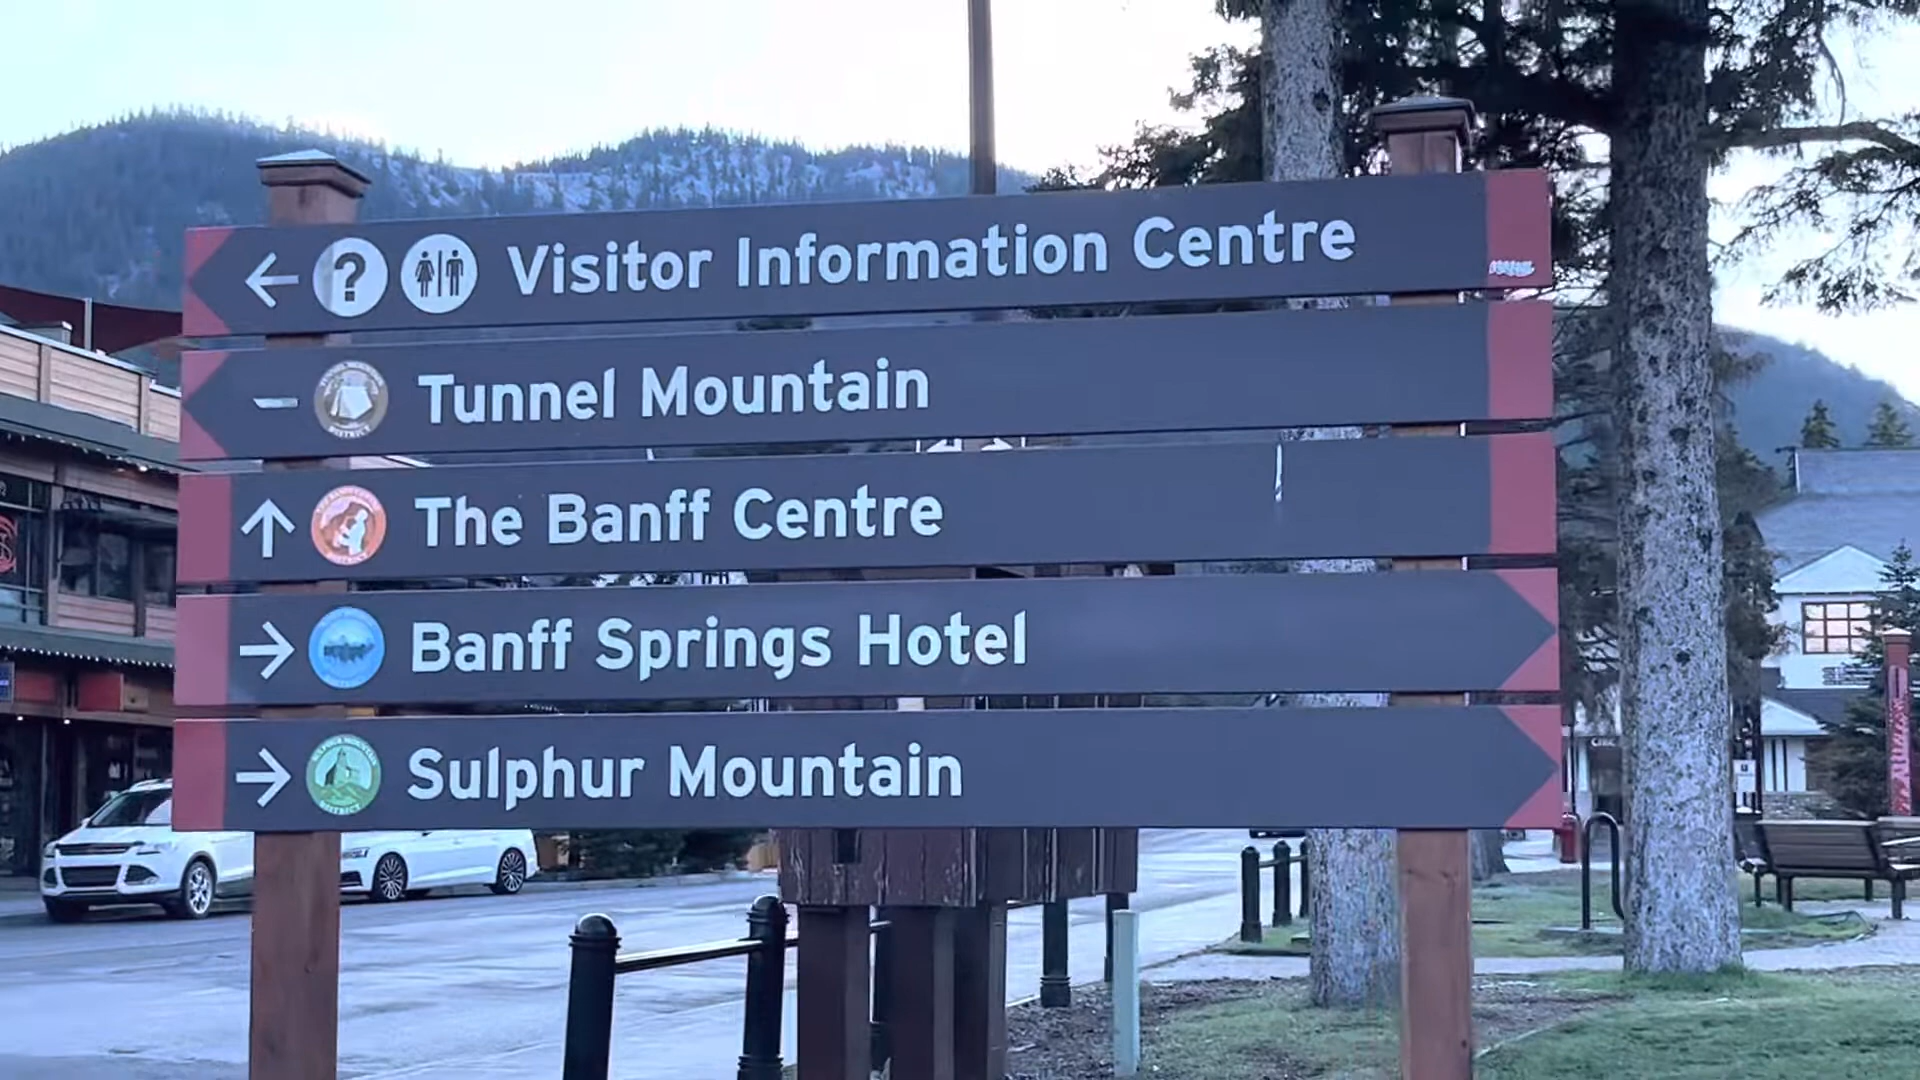 Visitor Information Centre
Tunnel Mountain
The Banff Centre
Banff Springs Hotel
Sulphur Mountain